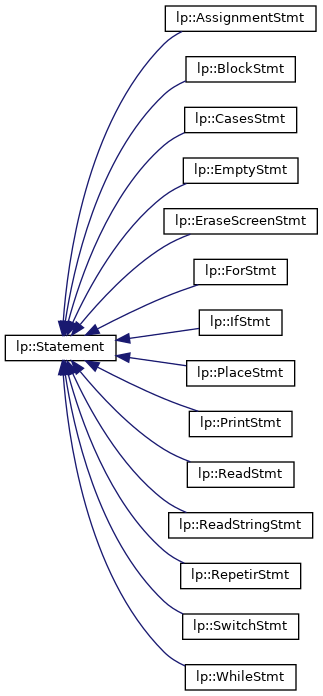 lp::AssignmentStmt
lp::BlockStmt
lp::CasesStmt
lp::EmptyStmt
lp::EraseScreenStmt
lp::ForStmt
lp::IfStmt
lp::Statement
lp::PlaceStmt
lp::PrintStmt
lp::ReadStmt
lp::ReadStringStmt
lp::RepetirStmt
lp::SwitchStmt
lp::WhileStmt